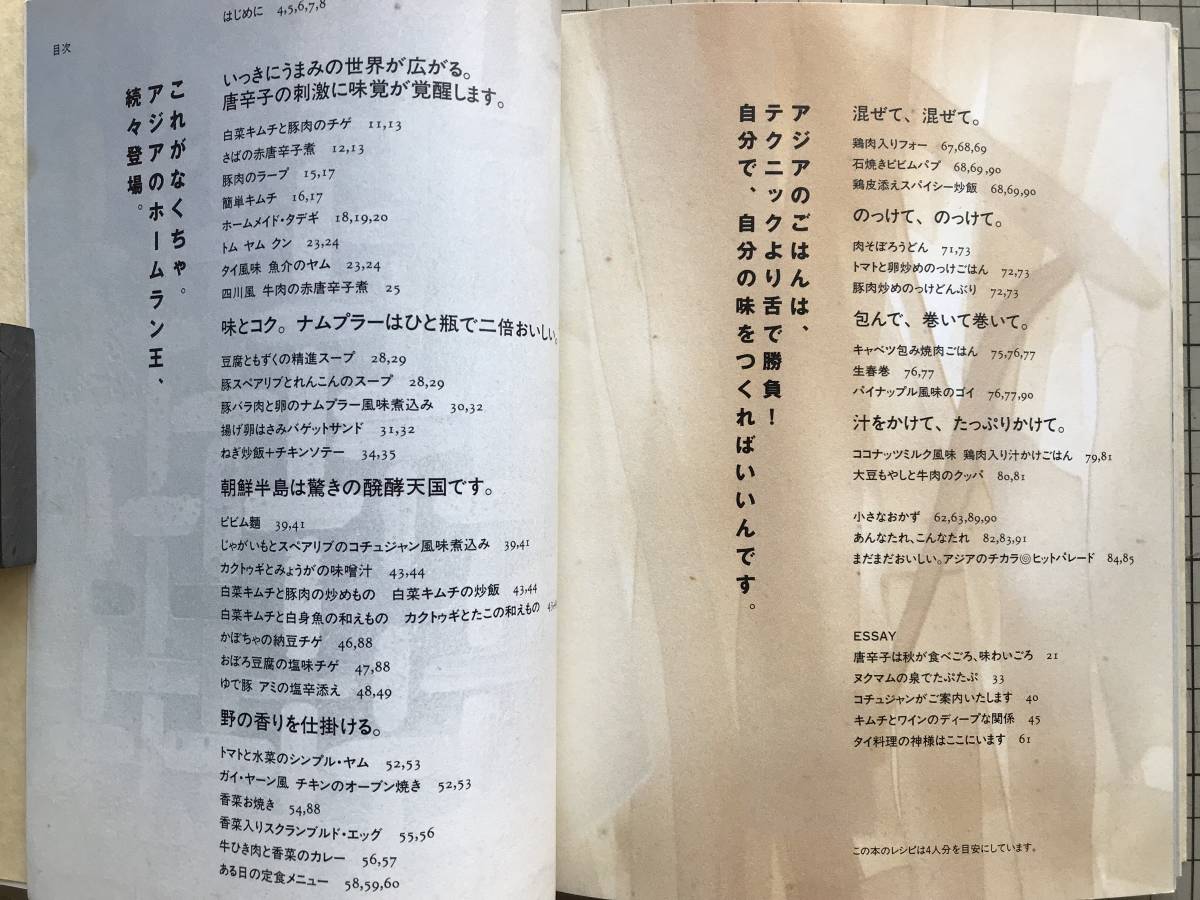 はじめに 4,5,6,7,8
目次
これがなくちゃ。
アジアのホームラン王、
続々登場。
いっきにうまみの世界が広がる。
唐辛子の刺激に味覚が覚醒します。
白菜キムチと豚肉のチゲ 11,13
さばの赤唐辛子煮 12,13
豚肉のラープ 15,17
簡単キムチ 16,17
ホームメイド・タデギ 18,19,20
トム ヤム クン 23,24
タイ風味 魚介のヤム 23,24
四川風 牛肉の赤唐辛子煮 25
味とコク。ナムプラーはひと瓶で二倍おいしい。
豆腐ともずくの精進スープ 28,29
豚スペアリブとれんこんのスープ 28,29
豚バラ肉と卵のナムプラー風味煮込み 30,32
揚げ卵はさみバゲットサンド 31,32
ねぎ炒飯+チキンソテー 34,35
朝鮮半島は驚きの醗酵天国です。
ビビム麺 39,41
じゃがいもとスペアリブのコチュジャン風味煮込み 39,41
カクトゥギとみょうがの味噌汁 43,44
白菜キムチと豚肉の炒めもの 白菜キムチの炒飯 43,44
白菜キムチと白身魚の和えもの カクトゥギとたこの和えもの
かぼちゃの納豆チゲ 46,88
おぼろ豆腐の塩味チゲ 47,88
ゆで豚 アミの塩辛添え 48,49
野の香りを仕掛ける。
トマトと水菜のシンプル・ヤム 52,53
ガイ・ヤーン風 チキンのオーブン焼き 52,53
香菜お焼き 54,88
香菜入りスクランブルド・エッグ 55,56
牛ひき肉と香菜のカレー 56,57
ある日の定食メニュー 58,59,60
アジアのごはんは、
テクニックより舌で勝負!
自分で、自分の味をつくればいいんです。
混ぜて、混ぜて。
鶏肉入りフォー 67,68,69
石焼きビビムパプ 68,69,90
鶏皮添えスパイシー炒飯 68,69,90
のっけて、のっけて。
肉そぼろうどん 71,73
トマトと卵炒めのっけごはん 72,73
豚肉炒めのっけどんぶり 72,73
包んで、巻いて巻いて。
キャベツ包み焼肉ごはん 75,76,77
生春巻 76,77
パイナップル風味のゴイ 76,77,90
汁をかけて、たっぷりかけて。
ココナッツミルク風味 鶏肉入り汁かけごはん 79,81
大豆もやしと牛肉のクッパ 80,81
小さなおかず 62,63,89,90
あんなたれ、こんなたれ 82,83,91
まだまだおいしい。アジアのチカラ◎ヒットパレード 84,85
ESSAY
唐辛子は秋が食べごろ、味わいごろ 21
ヌクマムの泉でたぷたぷ 33
コチュジャンがご案内いたします 40
キムチとワインのディープな関係 45
タイ料理の神様はここにいます 61
この本のレシピは4人分を目安にしています。